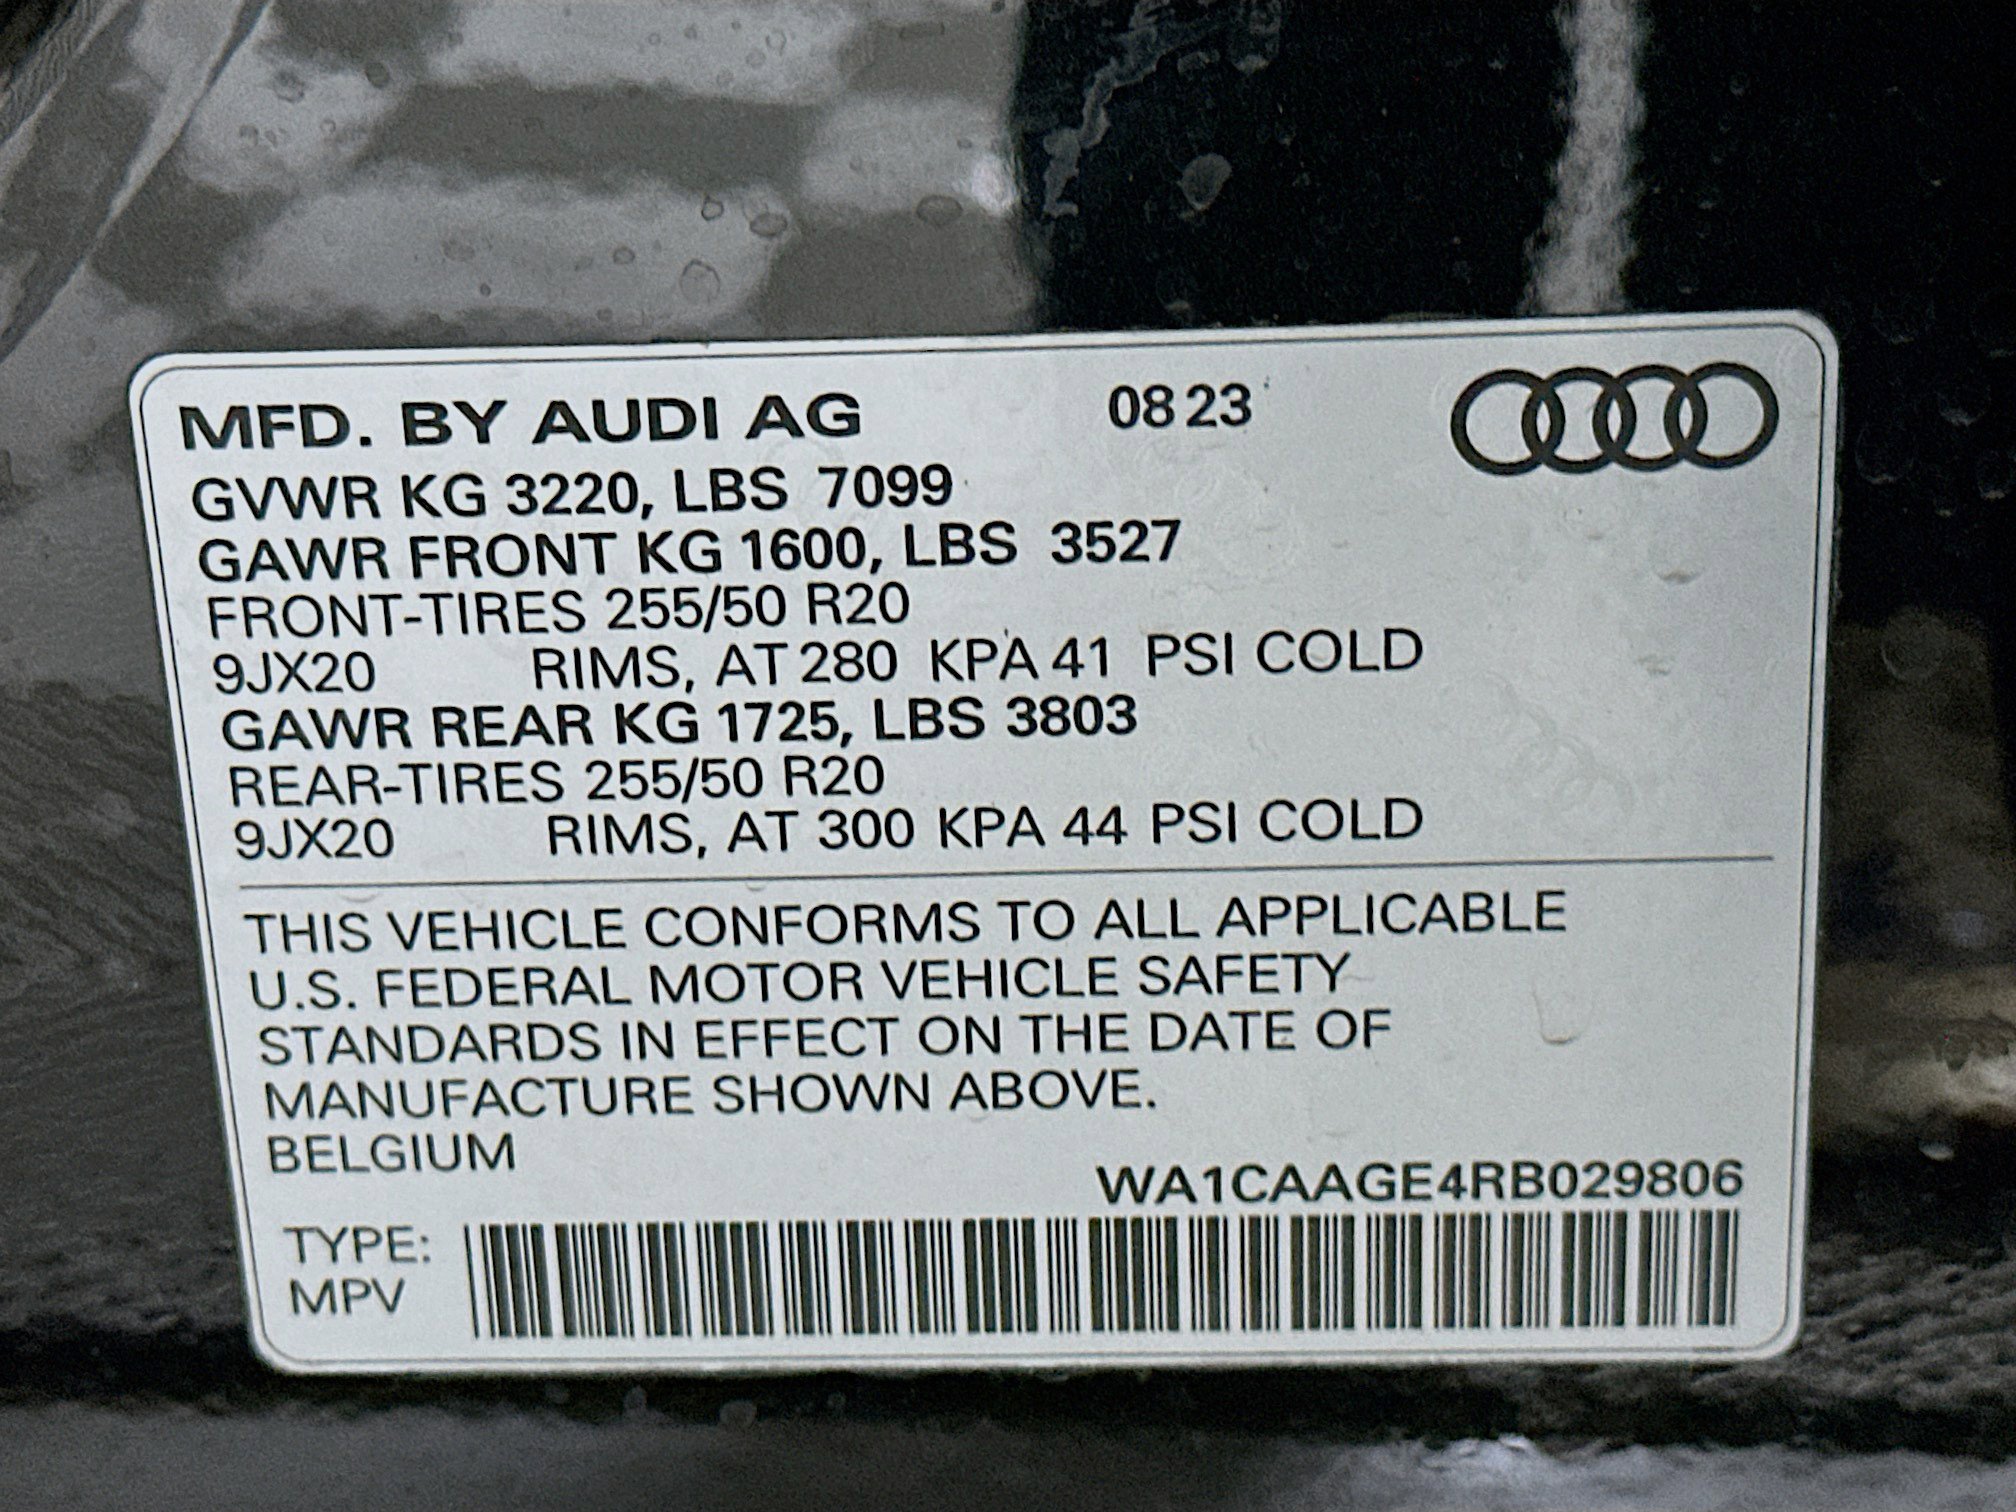 MFD. BY AUDI AG 08 23
GVWR KG 3220, LBS 7099
GAWR FRONT KG 1600, LBS 3527
FRONT-TIRES 255/50 R20
9JX20 RIMS, AT 280 KPA 41 PSI COLD
GAWR REAR KG 1725, LBS 3803
REAR-TIRES 255/50 R20
9JX20 RIMS, AT 300 KPA 44 PSI COLD
THIS VEHICLE CONFORMS TO ALL APPLICABLE
U.S. FEDERAL MOTOR VEHICLE SAFETY
STANDARDS IN EFFECT ON THE DATE OF
MANUFACTURE SHOWN ABOVE.
BELGIUM
WA1CAAGE4RB029806
TYPE:
MPV